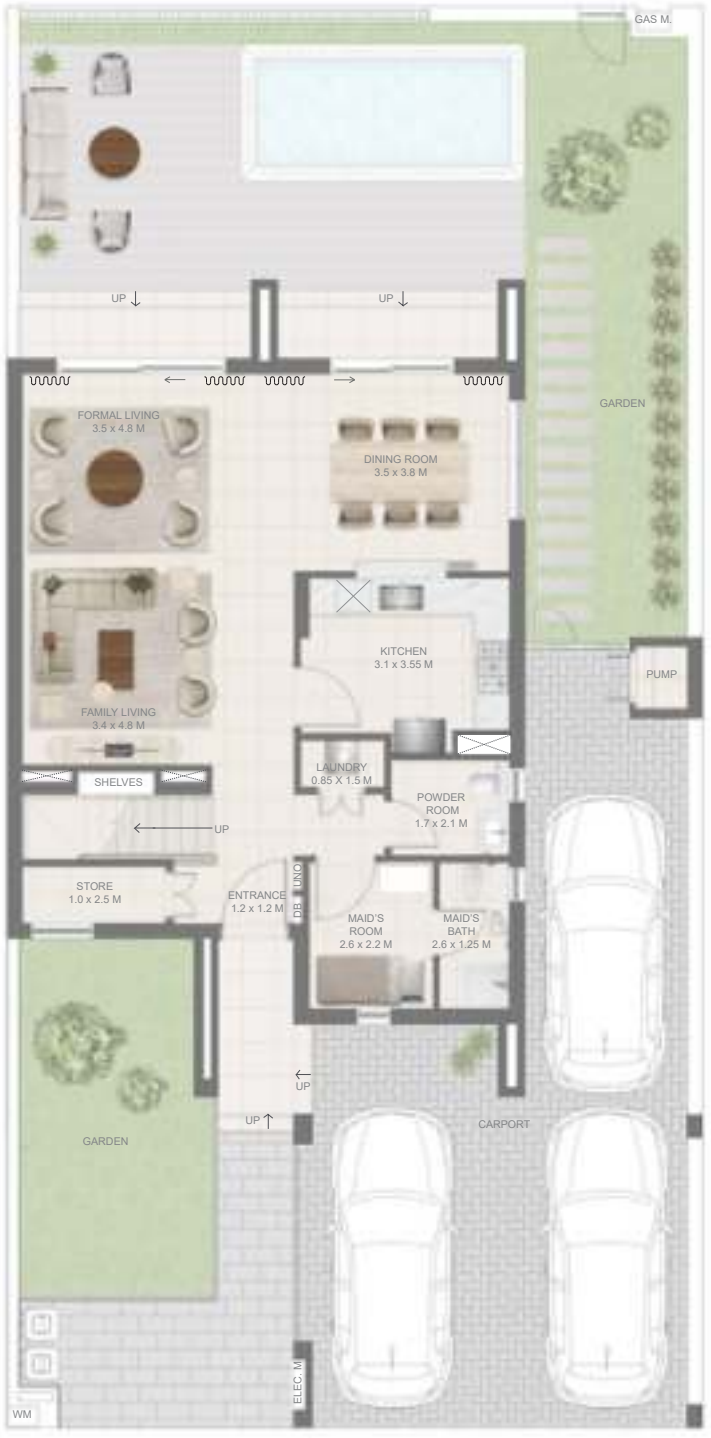 GAS M.
UP
UP
FORMAL LIVING
3.5 x 4.8 M
GARDEN
DINING ROOM
3.5 x 3.8 M
KITCHEN
3.1 x 3.55 M
PUMP
FAMILY LIVING
3.4 x 4.8 M
LAUNDRY
0.85 X 1.5 M
SHELVES
POWDER
ROOM
1.7 x 2.1 M
UP
STORE
1.0 x 2.5 M
ENTRANCE
1.2 x 1.2 M
UNO
DB
MAID'S
ROOM
2.6 x 2.2 M
MAID'S
BATH
2.6 x 1.25 M
UP
UP
CARPORT
GARDEN
ELEC. M
WM